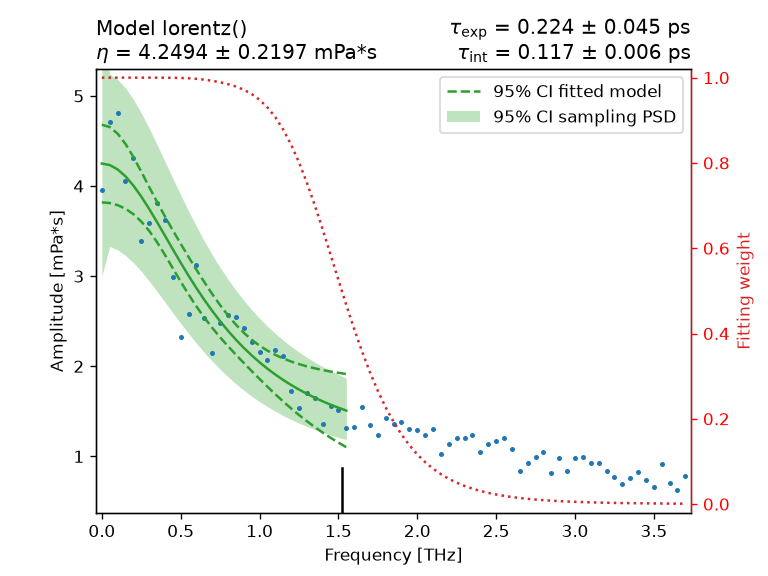 Model lorentz()
η = 4.2494 ± 0.2197 mPa*s
τexp = 0.224 ± 0.045 ps
τint = 0.117 ± 0.006 ps
95% CI fitted model
95% CI sampling PSD
Amplitude [mPa*s]
5
4
3
2
1
0.0 0.5 1.0 1.5 2.0 2.5 3.0 3.5
Frequency [THz]
1.0
0.8
0.6
0.4
0.2
0.0
Fitting weight